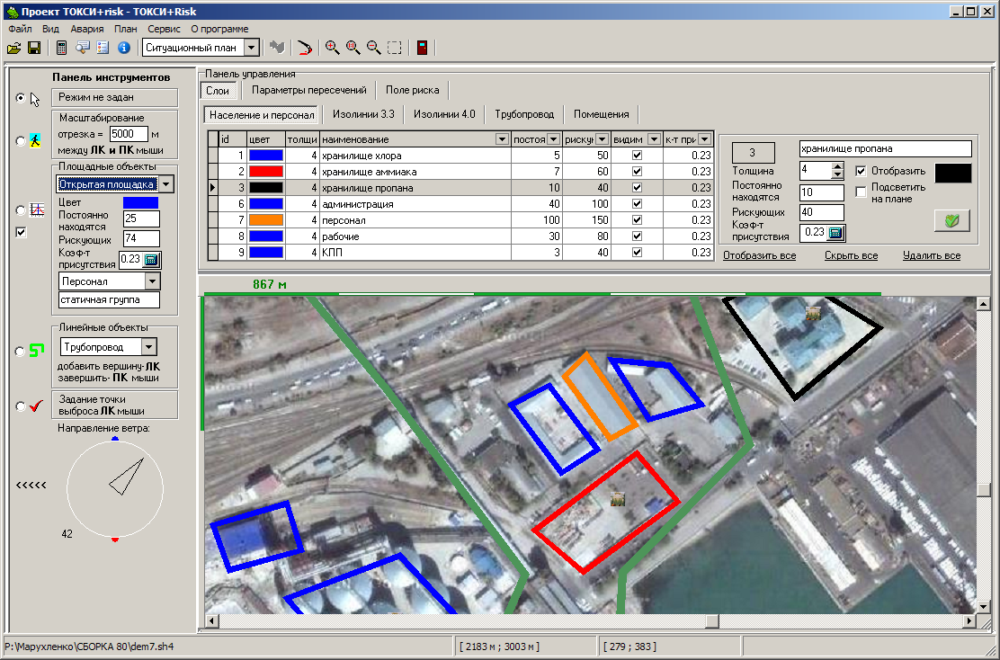 Проект ТОКСИ+risk - ТОКСИ+Risk
Файл Вид Авария План Сервис О программе
Ситуационный план
Панель инструментов
Режим не задан
Масштабирование
отрезка = 5000 м
между ЛК и ПК мыши
Площадные объекты
Открытая площадка
Цвет
Постоянно
находятся 25
Рискующих 74
Коэф-т
присутствия 0.23
Персонал
статичная группа
Линейные объекты
Трубопровод
добавить вершину-ЛК
завершить- ПК мыши
Задание точки
выброса ЛК мыши
Направление ветра:
<<<<<
42
Панель управления
Слои Параметры пересечений Поле риска
Население и персонал Изолинии 3.3 Изолинии 4.0 Трубопровод Помещения
id цвет толщи наименование постоя рискую видим к-т при
1 4 хранилище хлора 5 50 0.23
2 4 хранилище аммиака 7 60 0.23
3 4 хранилище пропана 10 40 0.23
6 4 администрация 40 100 0.23
7 4 персонал 100 150 0.23
8 4 рабочие 30 80 0.23
9 4 КПП 3 40 0.23
3 хранилище пропана
Толщина 4 Отобразить
Постоянно
находятся 10 Подсветить
на плане
Рискующих 40
Коэф-т
присутствия 0.23
Отобразить все Скрыть все Удалить все
867 м
P:\Марухленко\СБОРКА 80\dem7.sh4 [ 2183 м ; 3003 м ] [ 279 ; 383 ]